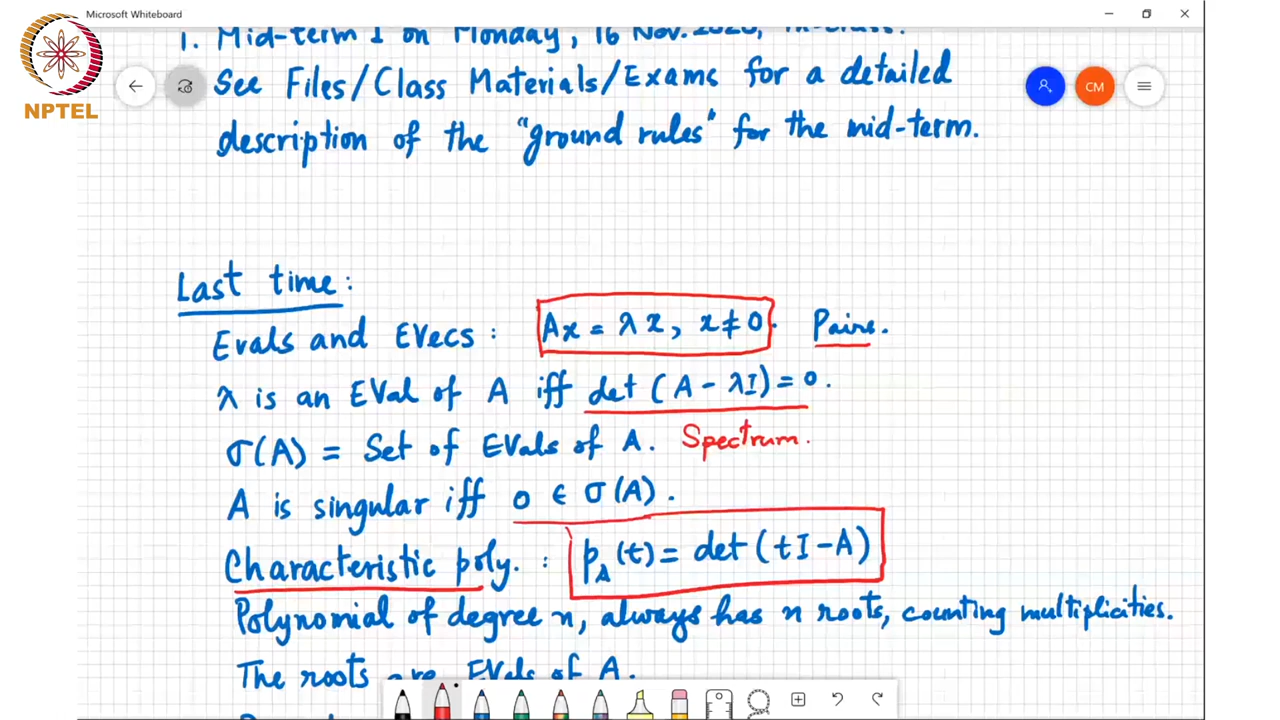 Microsoft Whiteboard
NPTEL
CM
1. Mid-term I on Monday, 16 Nov. 2020, in-class.
See Files/Class Materials/Exams for a detailed
description of the "ground rules" for the mid-term.
Last time:
Evals and EVecs : Ax = λx, x ≠ 0. Pairs.
λ is an EVal of A iff det (A - λI) = 0.
σ(A) = Set of EVals of A. Spectrum.
A is singular iff 0 ∈ σ(A).
Characteristic poly. : p_A(t) = det (tI - A)
Polynomial of degree n, always has n roots, counting multiplicities.
The roots are EVals of A.